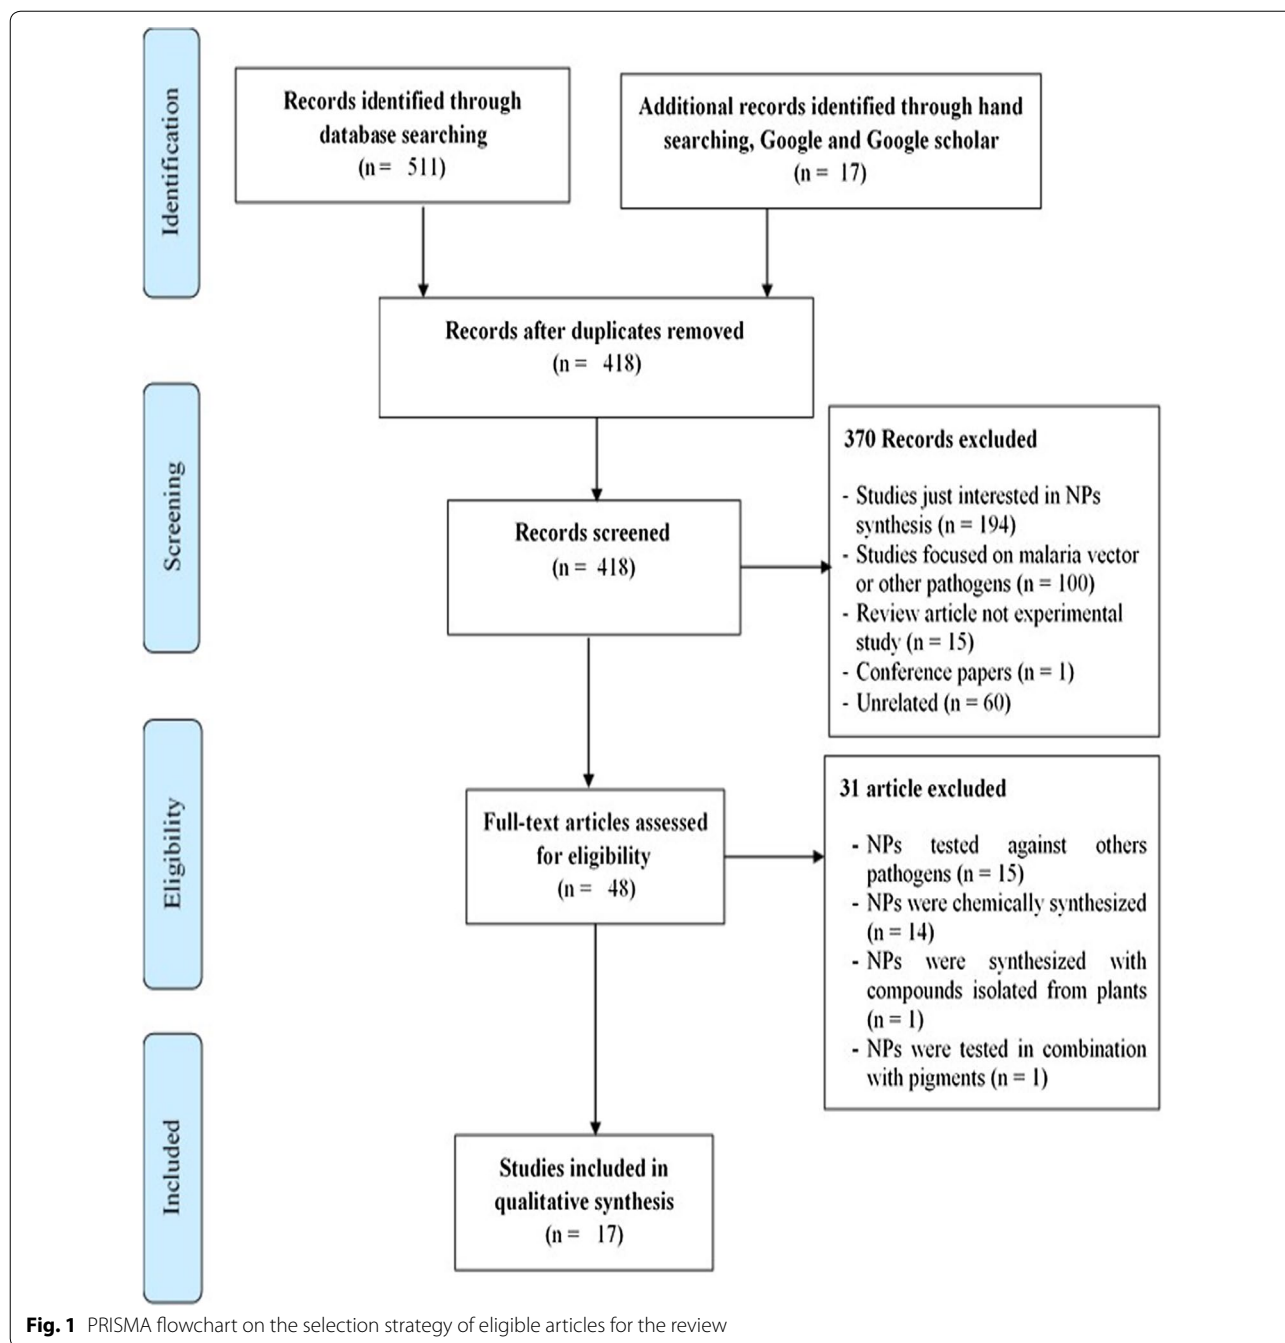 Identification
Records identified through
database searching
(n = 511)
Additional records identified through hand
searching, Google and Google scholar
(n = 17)
Records after duplicates removed
(n = 418)
Screening
Records screened
(n = 418)
370 Records excluded
- Studies just interested in NPs
synthesis (n = 194)
- Studies focused on malaria vector
or other pathogens (n = 100)
- Review article not experimental
study (n = 15)
- Conference papers (n = 1)
- Unrelated (n = 60)
Eligibility
Full-text articles assessed
for eligibility
(n = 48)
31 article excluded
- NPs tested against others
pathogens (n = 15)
- NPs were chemically synthesized
(n = 14)
- NPs were synthesized with
compounds isolated from plants
(n = 1)
- NPs were tested in combination
with pigments (n = 1)
Included
Studies included in
qualitative synthesis
(n = 17)
Fig. 1 PRISMA flowchart on the selection strategy of eligible articles for the review